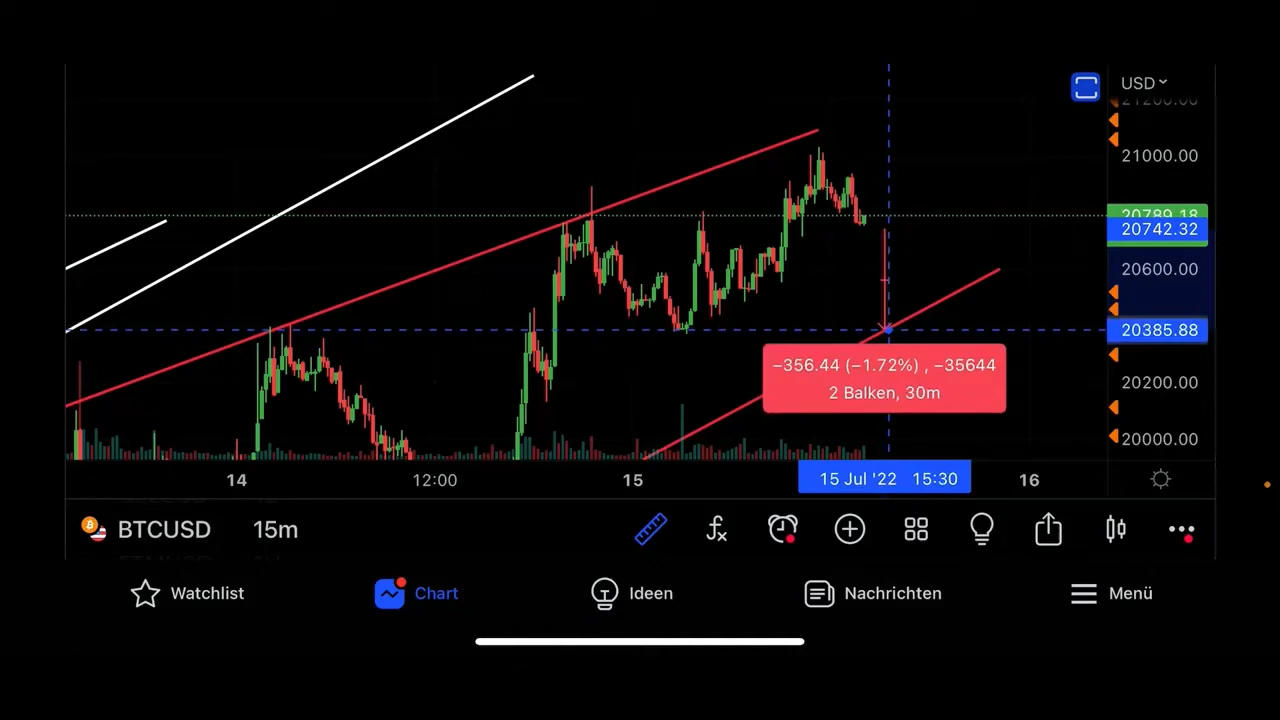 USD
21200.00
21000.00
20789.18
20742.32
20600.00
20385.88
−356.44 (−1.72%) , −35644
2 Balken, 30m
20200.00
20000.00
14
12:00
15
15 Jul '22 15:30
16
BTCUSD
15m
Watchlist
Chart
Ideen
Nachrichten
Menü